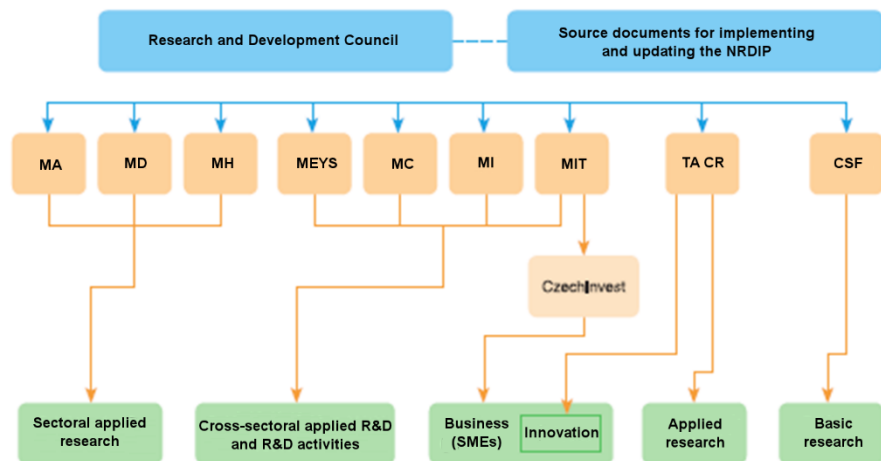 Research and Development Council
Source documents for implementing
and updating the NRDIP
MA
MD
MH
MEYS
MC
MI
MIT
TA CR
CSF
CzechInvest
Sectoral applied
research
Cross-sectoral applied R&D
and R&D activities
Business
(SMEs)
Innovation
Applied
research
Basic
research